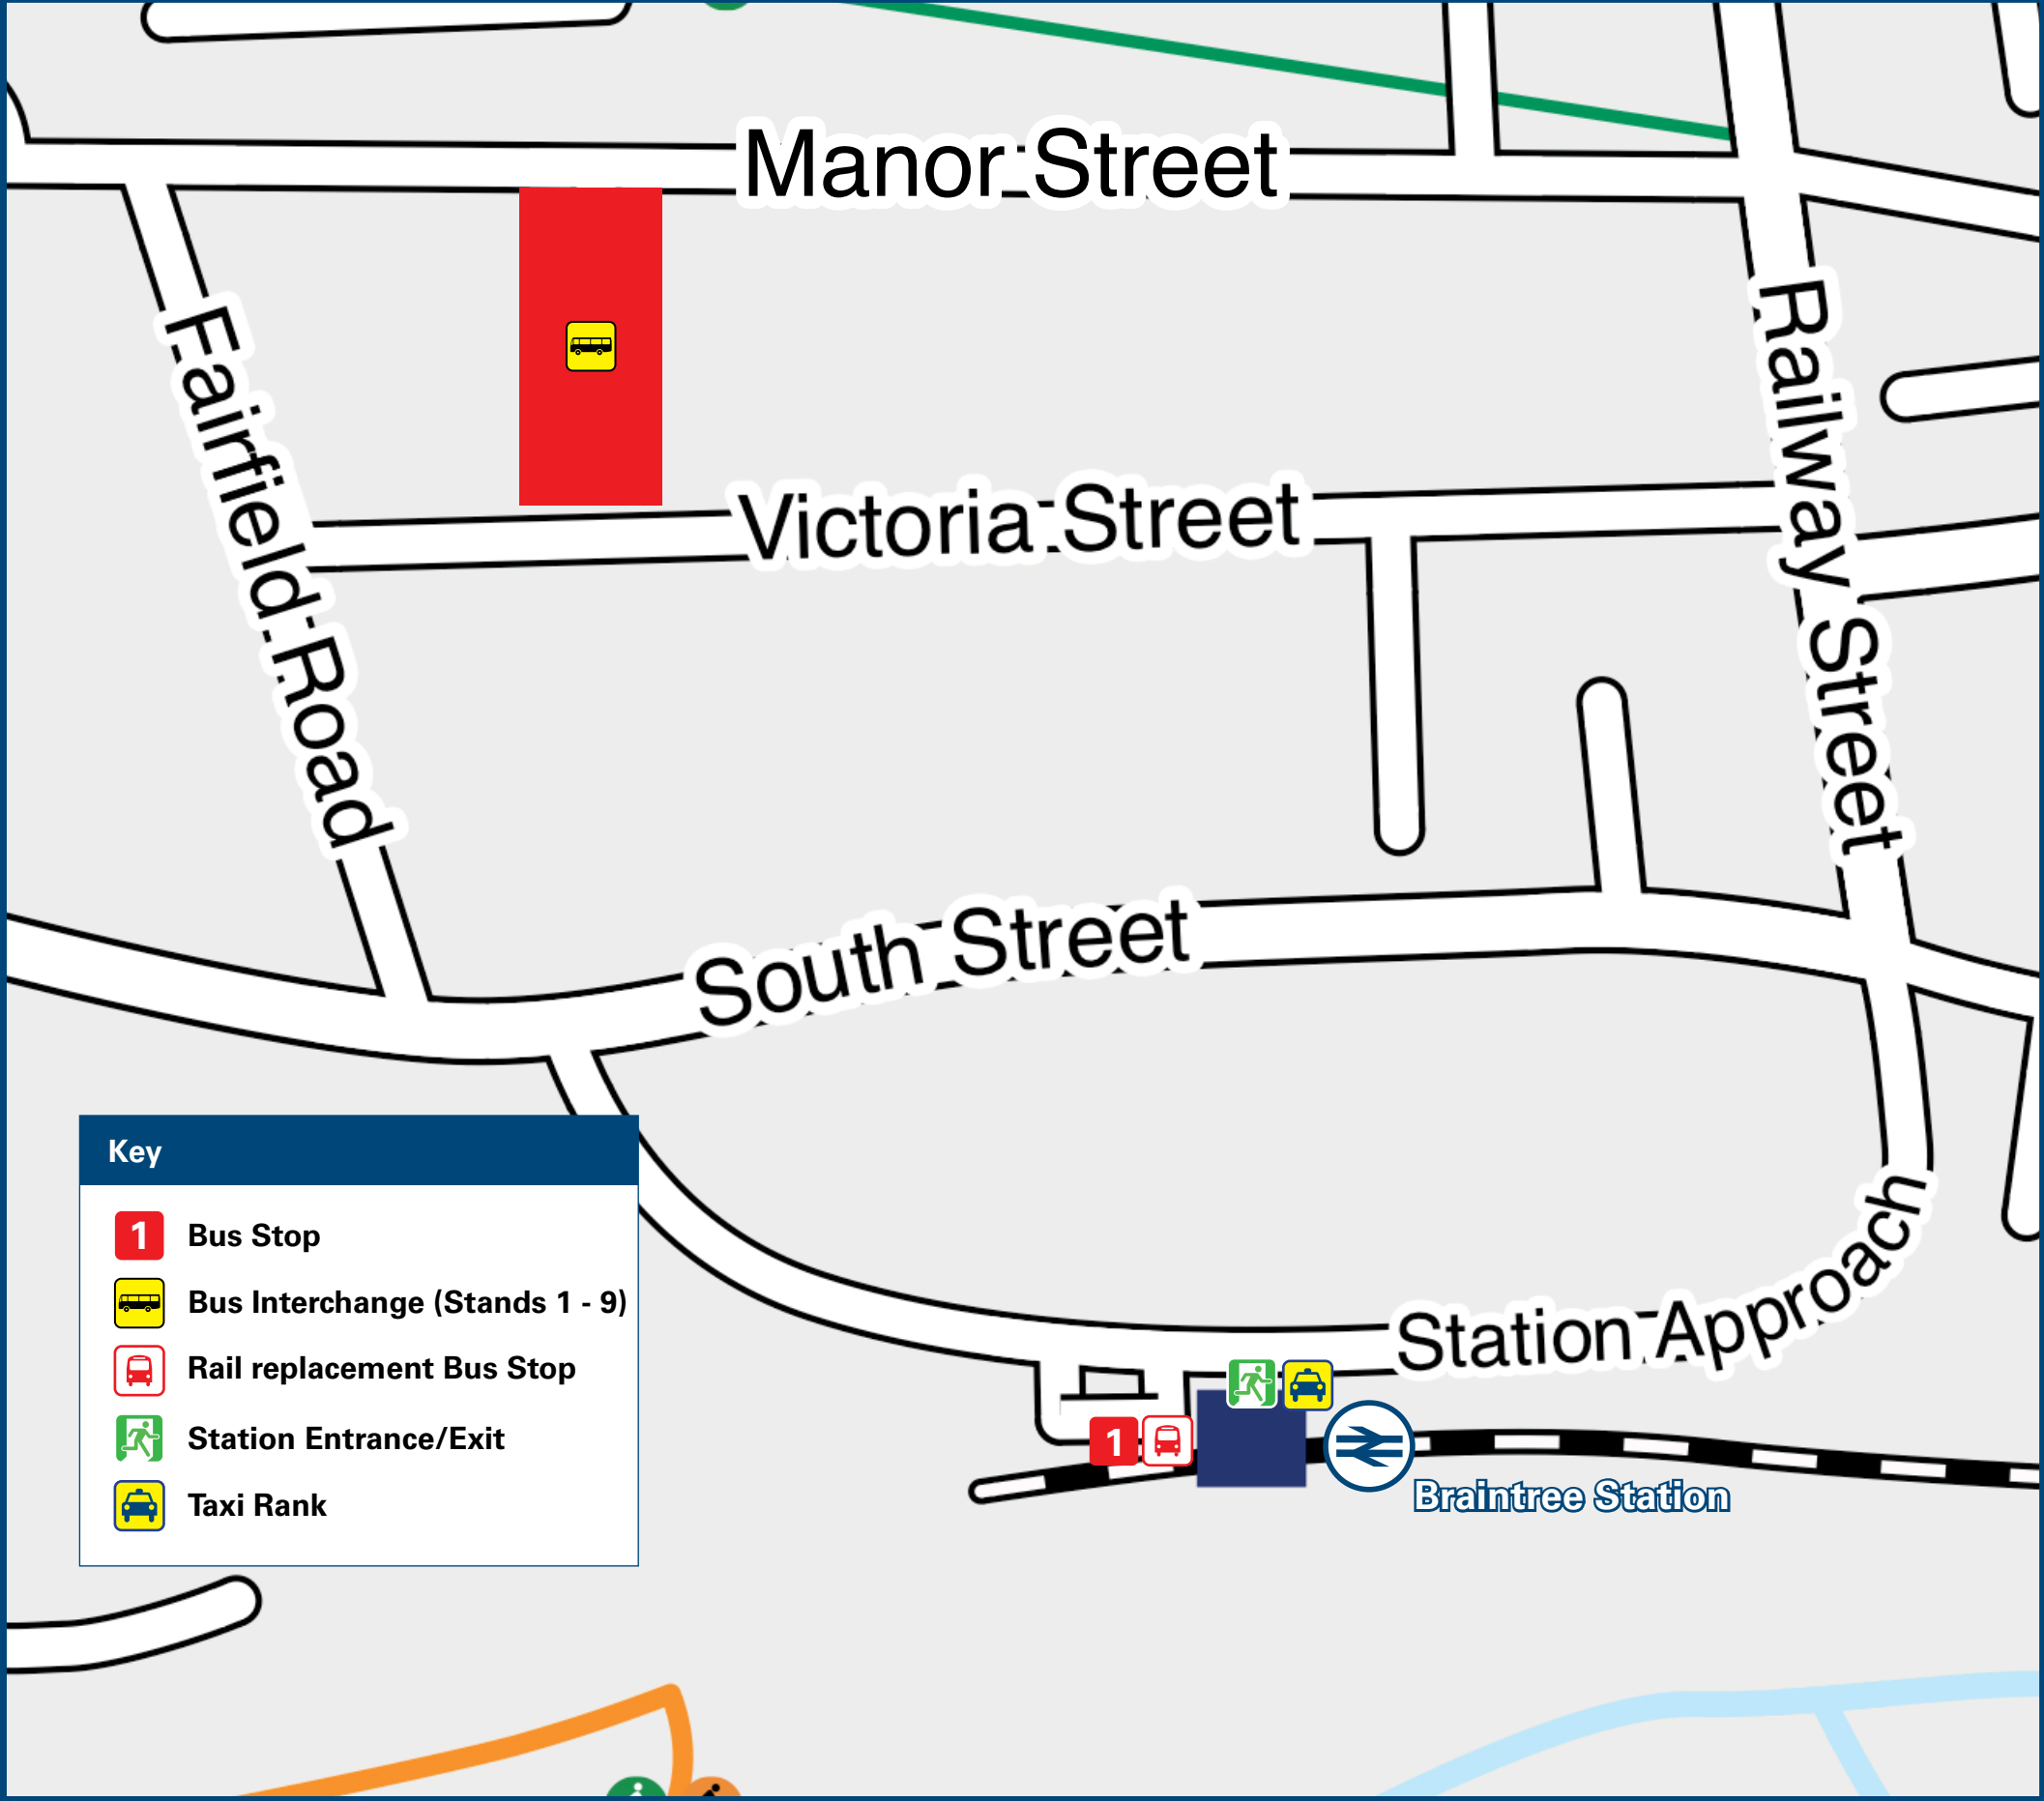 Manor Street
Fairfield Road
Railway Street
Victoria Street
South Street
Key
1 Bus Stop
Bus Interchange (Stands 1 - 9)
Rail replacement Bus Stop
Station Entrance/Exit
Taxi Rank
Station Approach
1
Braintree Station